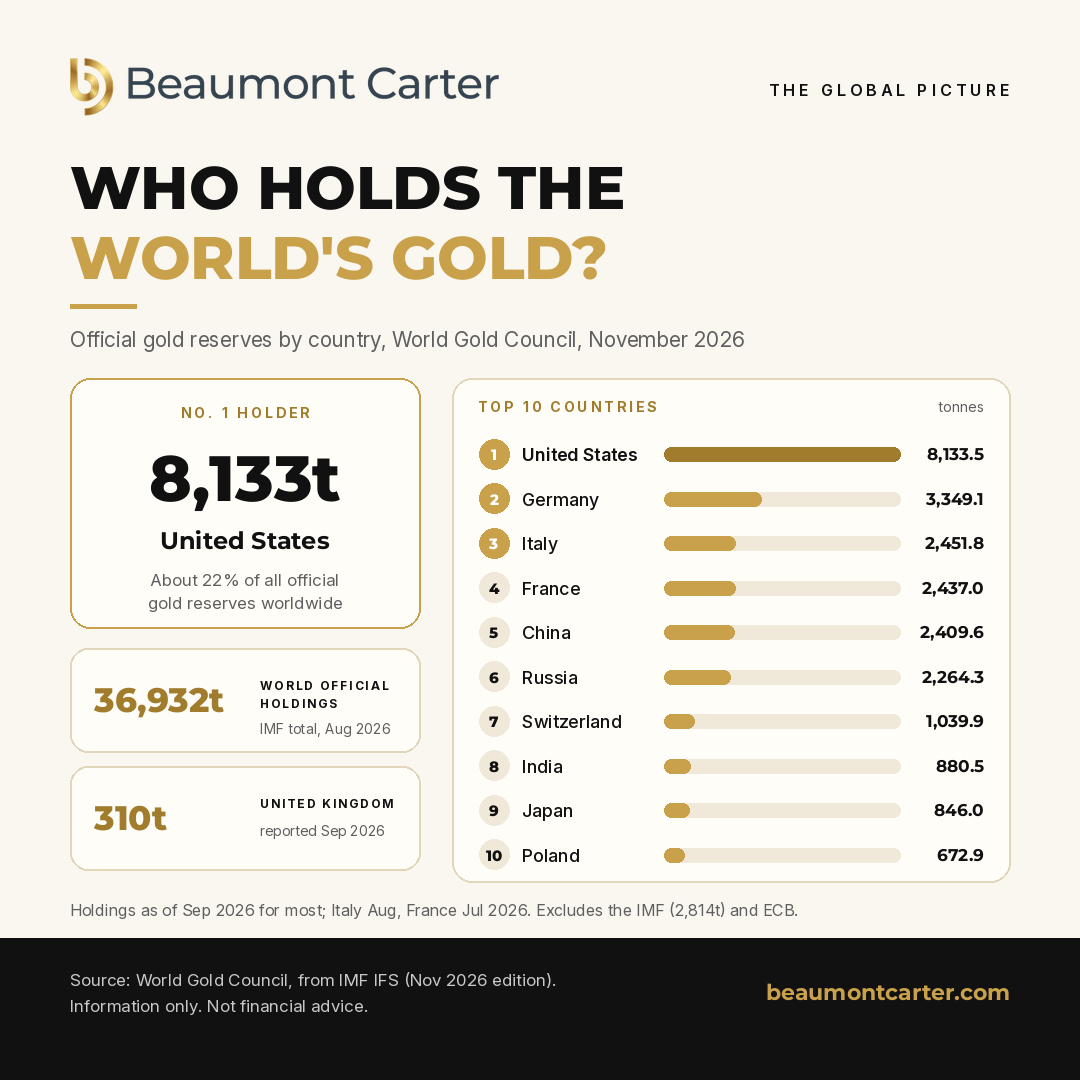 Beaumont Carter
THE GLOBAL PICTURE
WHO HOLDS THE
WORLD'S GOLD?
Official gold reserves by country, World Gold Council, November 2026
NO. 1 HOLDER
8,133t
United States
About 22% of all official
gold reserves worldwide
36,932t
WORLD OFFICIAL
HOLDINGS
IMF total, Aug 2026
310t
UNITED KINGDOM
reported Sep 2026
TOP 10 COUNTRIES tonnes
1 United States 8,133.5
2 Germany 3,349.1
3 Italy 2,451.8
4 France 2,437.0
5 China 2,409.6
6 Russia 2,264.3
7 Switzerland 1,039.9
8 India 880.5
9 Japan 846.0
10 Poland 672.9
Holdings as of Sep 2026 for most; Italy Aug, France Jul 2026. Excludes the IMF (2,814t) and ECB.
Source: World Gold Council, from IMF IFS (Nov 2026 edition).
Information only. Not financial advice.
beaumontcarter.com